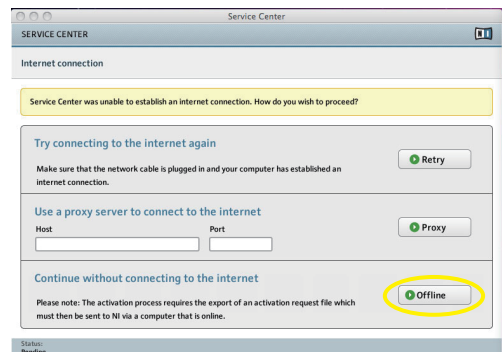 Service Center
SERVICE CENTER
NI
Internet connection
Service Center was unable to establish an internet connection. How do you wish to proceed?
Try connecting to the internet again
Make sure that the network cable is plugged in and your computer has established an
internet connection.
Retry
Use a proxy server to connect to the internet
Host Port
Proxy
Continue without connecting to the internet
Please note: The activation process requires the export of an activation request file which
must then be sent to NI via a computer that is online.
Offline
Status:
Pending